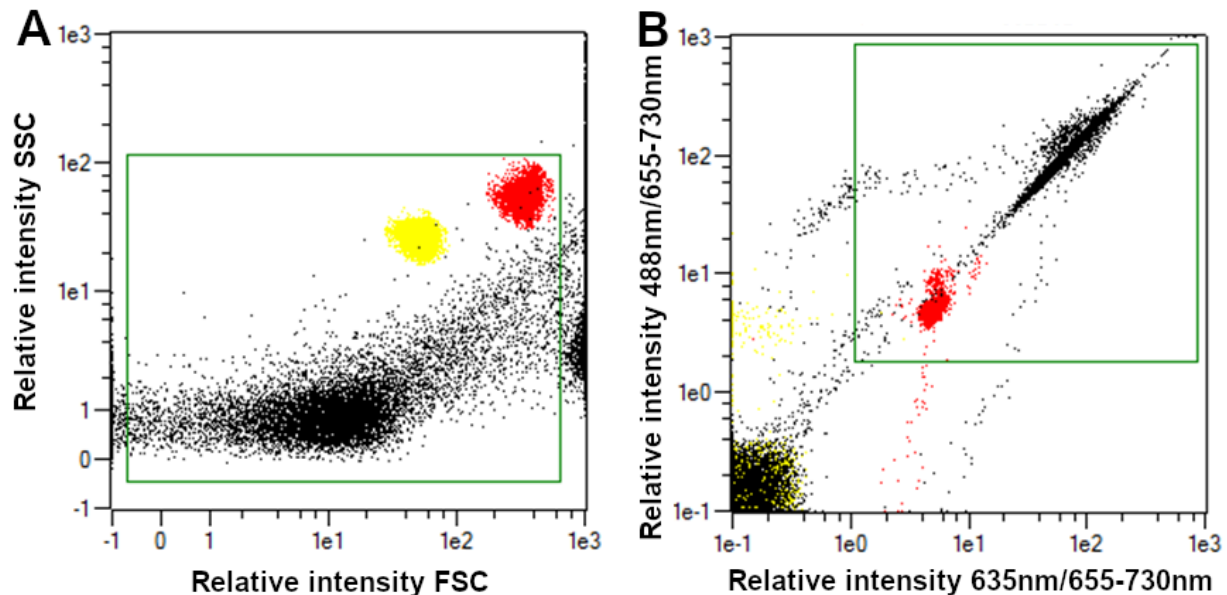 A
Relative intensity SSC
1e3
1e2
1e1
1
0
-1
-1 0 1 1e1 1e2 1e3
Relative intensity FSC
B
Relative intensity 488nm/655-730nm
1e3
1e2
1e1
1e0
1e-1
1e-1 1e0 1e1 1e2 1e3
Relative intensity 635nm/655-730nm